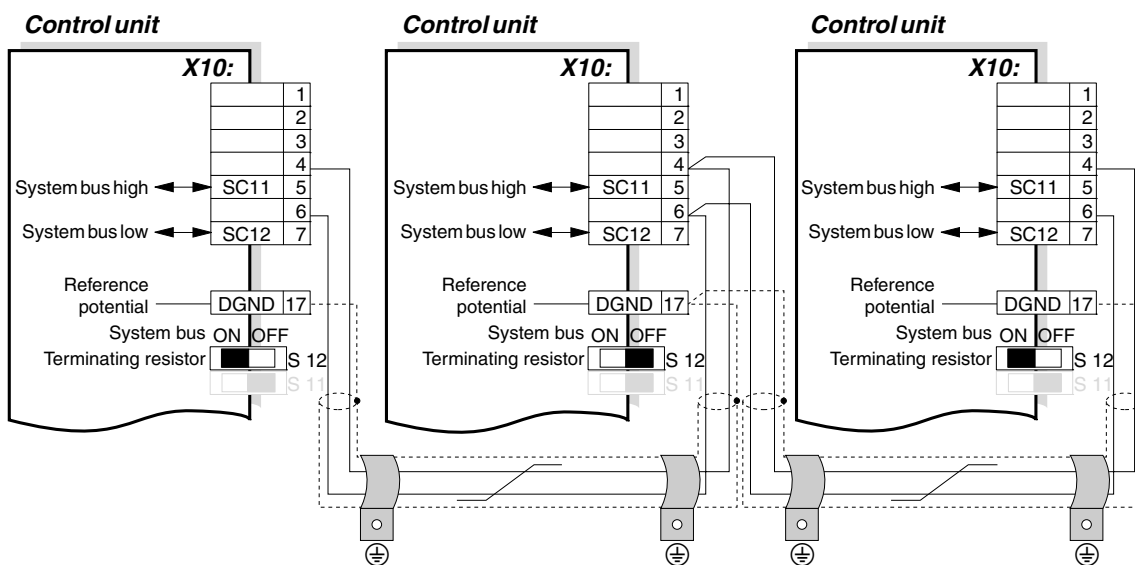 Control unit Control unit Control unit
X10: X10: X10:
1 1 1
2 2 2
3 3 3
4 4 4
System bus high SC11 5 System bus high SC11 5 System bus high SC11 5
6 6 6
System bus low SC12 7 System bus low SC12 7 System bus low SC12 7
Reference Reference Reference
potential DGND 17 potential DGND 17 potential DGND 17
System bus ON OFF System bus ON OFF System bus ON OFF
Terminating resistor S 12 Terminating resistor S 12 Terminating resistor S 12
S 11 S 11 S 11